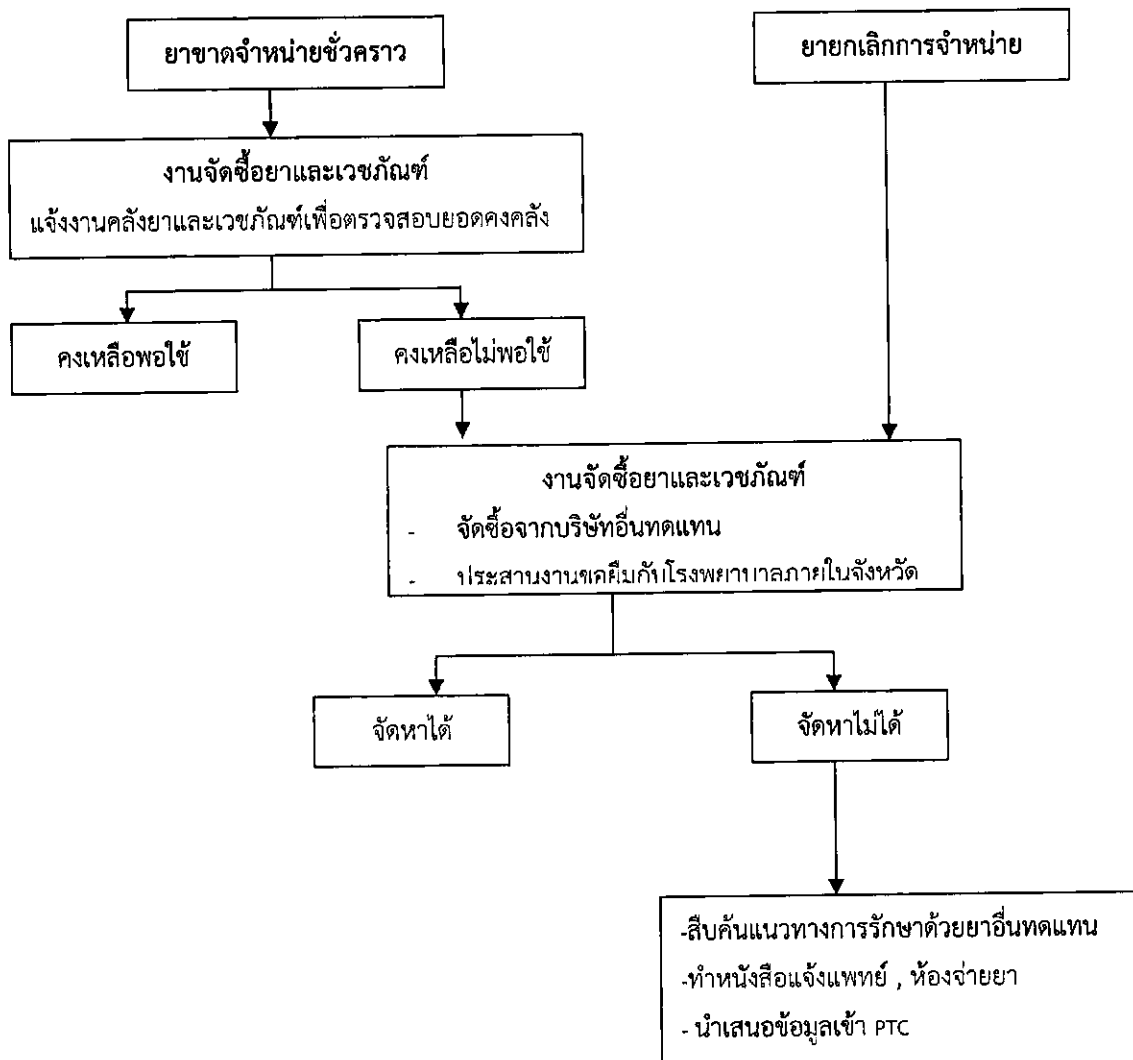 ยาขาดจำหน่ายชั่วคราว
ยายกเลิกการจำหน่าย
งานจัดซื้อยาและเวชภัณฑ์
แจ้งงานคลังยาและเวชภัณฑ์เพื่อตรวจสอบยอดคงคลัง
คงเหลือพอใช้
คงเหลือไม่พอใช้
งานจัดซื้อยาและเวชภัณฑ์
- จัดซื้อจากบริษัทอื่นทดแทน
- ประสานงานขอยืมกับโรงพยาบาลภายในจังหวัด
จัดหาได้
จัดหาไม่ได้
-สืบค้นแนวทางการรักษาด้วยยาอื่นทดแทน
-ทำหนังสือแจ้งแพทย์ , ห้องจ่ายยา
- นำเสนอข้อมูลเข้า PTC